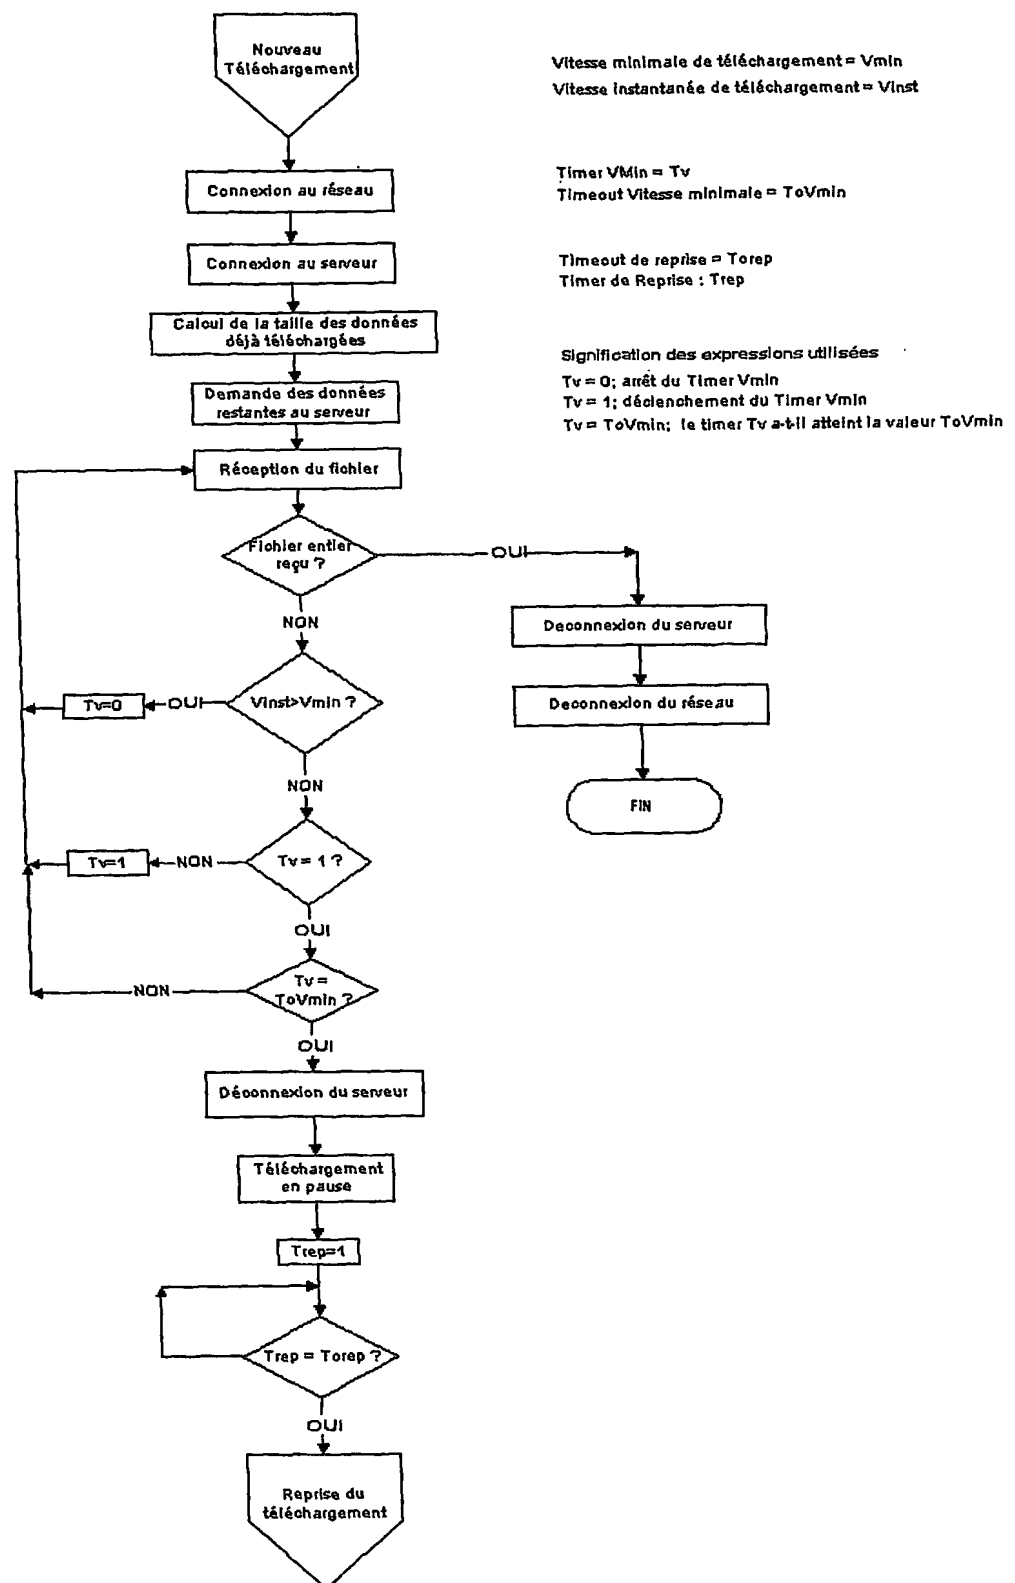 Nouveau
Téléchargement
Vitesse minimale de téléchargement = Vmin
Vitesse instantanée de téléchargement = Vinst
Timer VMin = Tv
Timeout Vitesse minimale = ToVmin
Timeout de reprise = Torep
Timer de Reprise : Trep
Signification des expressions utilisées
Tv = 0; arrêt du Timer Vmin
Tv = 1; déclenchement du Timer Vmin
Tv = ToVmin; le timer Tv a-t-il atteint la valeur ToVmin
Connexion au réseau
Connexion au serveur
Calcul de la taille des données
déjà téléchargées
Demande des données
restantes au serveur
Réception du fichier
Fichier entier
reçu ?
OUI
NON
Deconnexion du serveur
Deconnexion du réseau
FIN
Vinst>Vmin ?
OUI
Tv=0
NON
Tv = 1 ?
NON
Tv=1
OUI
Tv =
ToVmin ?
NON
OUI
Déconnexion du serveur
Téléchargement
en pause
Trep=1
Trep = Torep ?
OUI
Reprise du
téléchargement